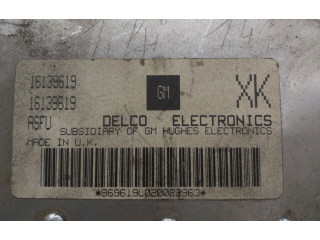 16139619
GM
XK
16139619
ASFU
DELCO ELECTRONICS
SUBSIDIARY OF GM HUGHES ELECTRONICS
MADE IN U.K.